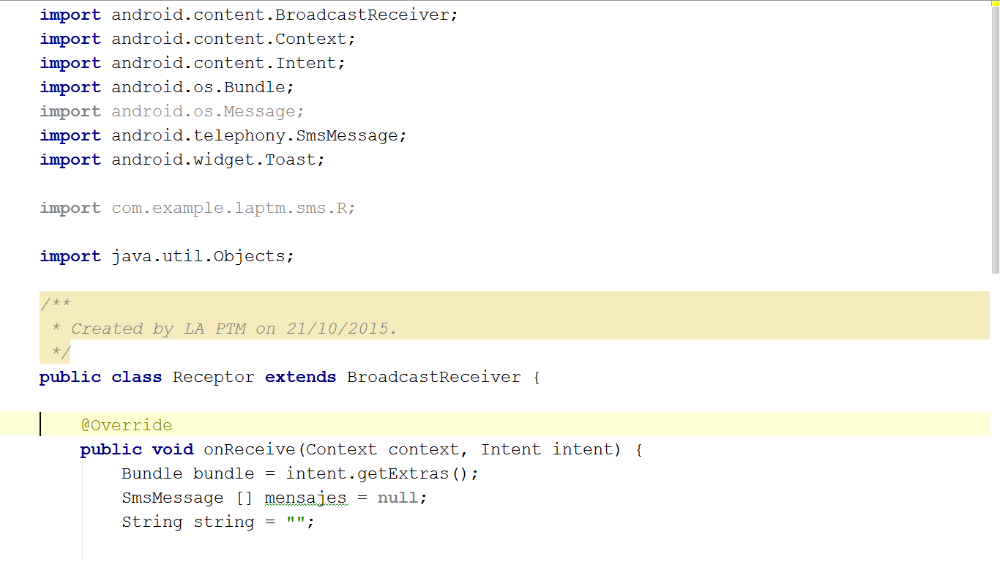 import android.content.BroadcastReceiver;
import android.content.Context;
import android.content.Intent;
import android.os.Bundle;
import android.os.Message;
import android.telephony.SmsMessage;
import android.widget.Toast;
import com.example.laptm.sms.R;
import java.util.Objects;
/**
 * Created by LA PTM on 21/10/2015.
 */
public class Receptor extends BroadcastReceiver {
    @Override
    public void onReceive(Context context, Intent intent) {
        Bundle bundle = intent.getExtras();
        SmsMessage [] mensajes = null;
        String string = "";